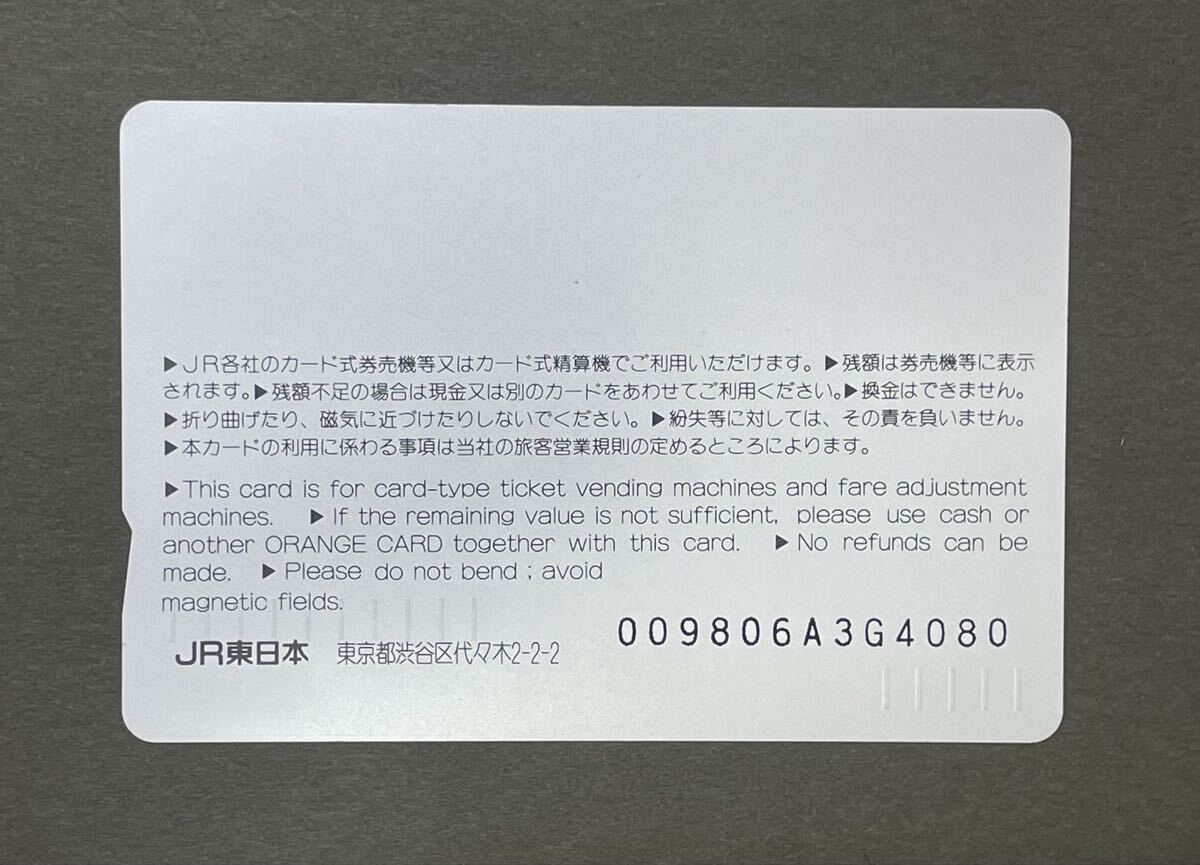 ▶JR各社のカード式券売機等又はカード式精算機でご利用いただけます。▶残額は券売機等に表示
されます。▶残額不足の場合は現金又は別のカードをあわせてご利用ください。▶換金はできません。
▶折り曲げたり、磁気に近づけたりしないでください。▶紛失等に対しては、その責を負いません。
▶本カードの利用に係わる事項は当社の旅客営業規則の定めるところによります。
▶This card is for card-type ticket vending machines and fare adjustment
machines. ▶If the remaining value is not sufficient, please use cash or
another ORANGE CARD together with this card. ▶No refunds can be
made. ▶Please do not bend ; avoid
magnetic fields.
009806A3G4080
JR東日本 東京都渋谷区代々木2-2-2